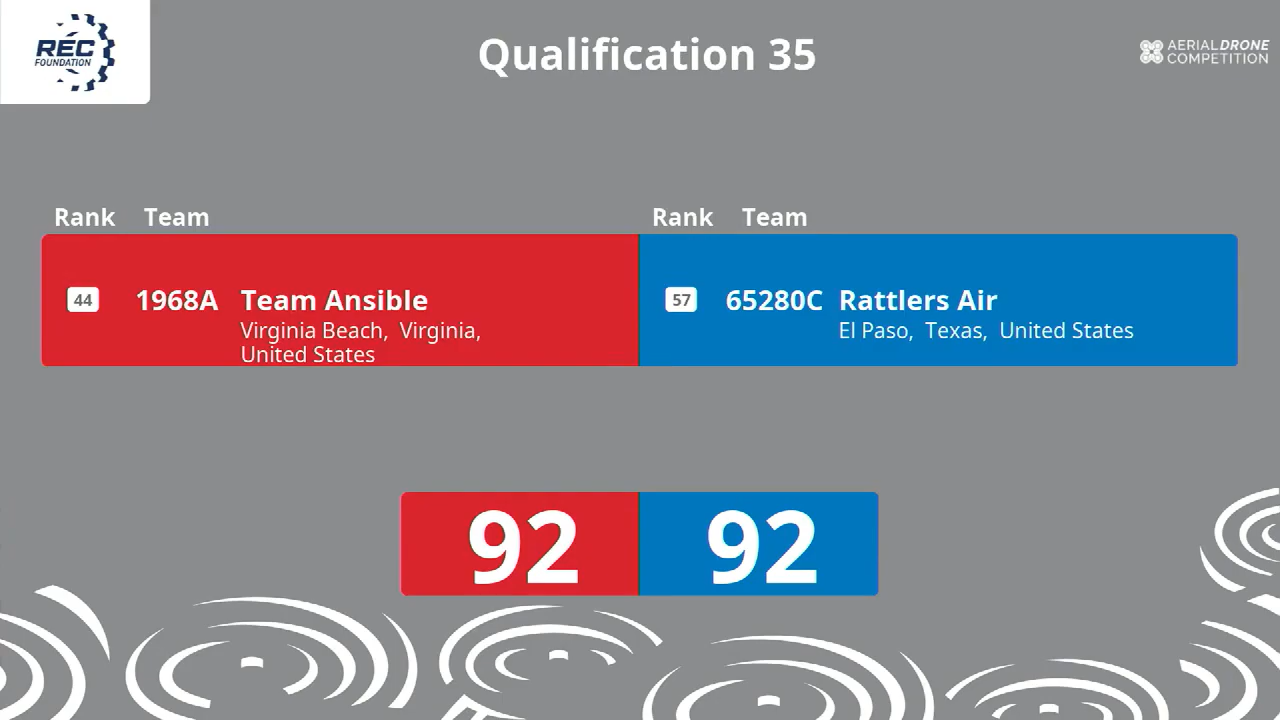 REC
FOUNDATION
Qualification 35
AERIALDRONE
COMPETITION
Rank Team
Rank Team
44 1968A Team Ansible
Virginia Beach, Virginia,
United States
57 65280C Rattlers Air
El Paso, Texas, United States
92 92